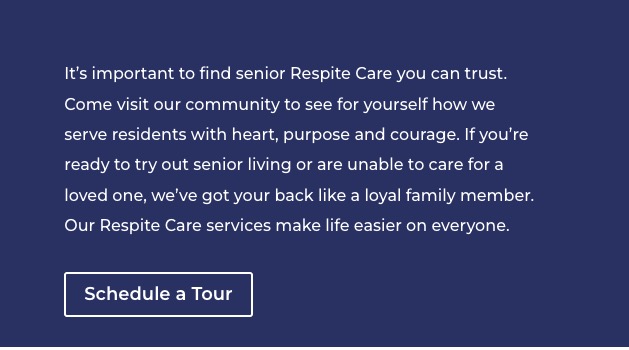 It’s important to find senior Respite Care you can trust.
Come visit our community to see for yourself how we
serve residents with heart, purpose and courage. If you’re
ready to try out senior living or are unable to care for a
loved one, we’ve got your back like a loyal family member.
Our Respite Care services make life easier on everyone.
Schedule a Tour